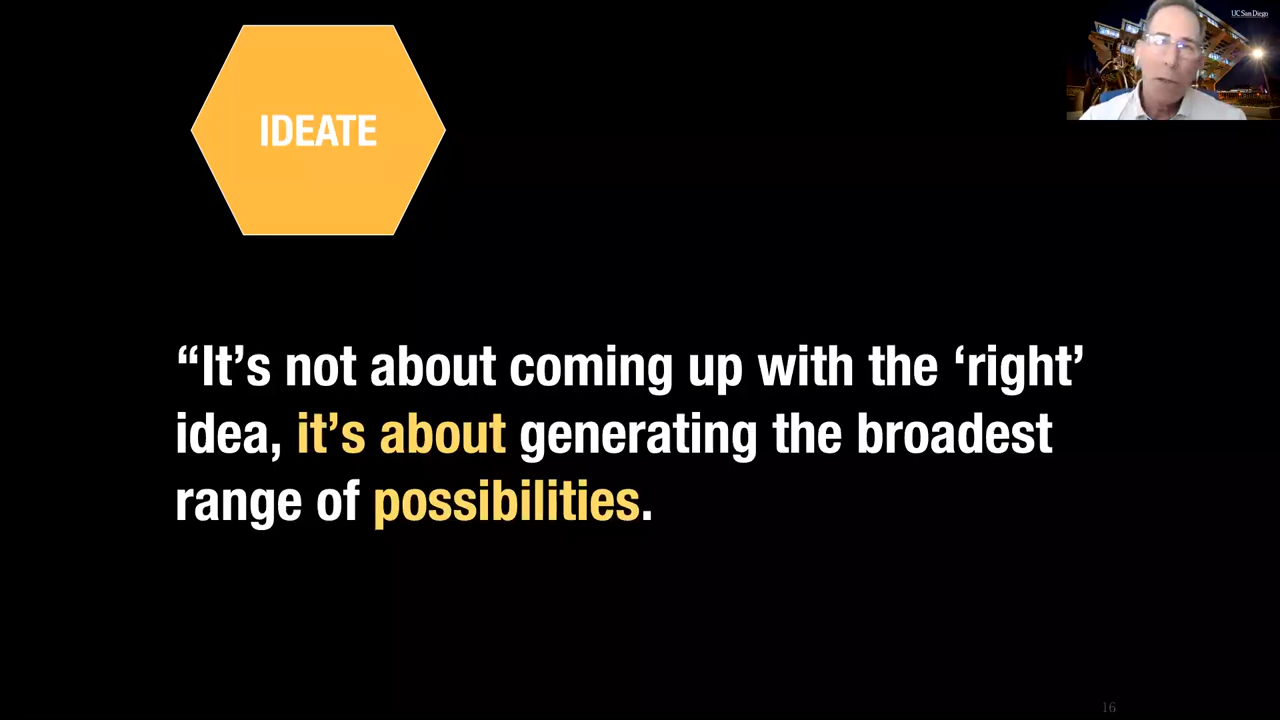 UC San Diego
IDEATE
“It’s not about coming up with the ‘right’
idea, it’s about generating the broadest
range of possibilities.
16